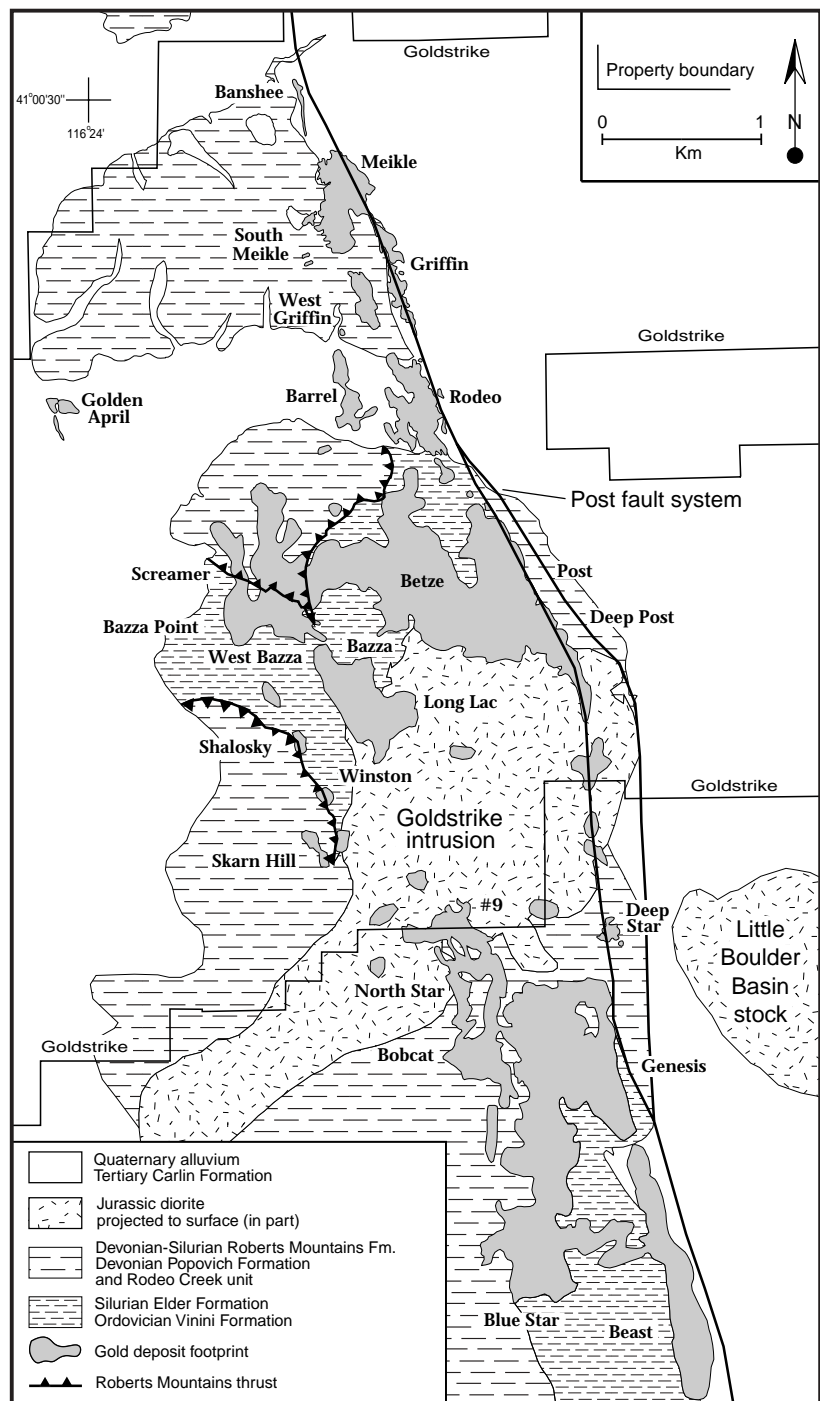 Goldstrike
Property boundary
0 1
Km
N
41°00'30"
116°24'
Banshee
Meikle
South
Meikle
Griffin
West
Griffin
Goldstrike
Golden
April
Barrel
Rodeo
Post fault system
Screamer
Betze
Post
Deep Post
Bazza Point
West Bazza
Bazza
Long Lac
Shalosky
Winston
Goldstrike
Goldstrike
intrusion
Skarn Hill
#9
Deep
Star
Little
Boulder
Basin
stock
North Star
Goldstrike
Bobcat
Genesis
Blue Star
Beast
Quaternary alluvium
Tertiary Carlin Formation
Jurassic diorite
projected to surface (in part)
Devonian-Silurian Roberts Mountains Fm.
Devonian Popovich Formation
and Rodeo Creek unit
Silurian Elder Formation
Ordovician Vinini Formation
Gold deposit footprint
Roberts Mountains thrust